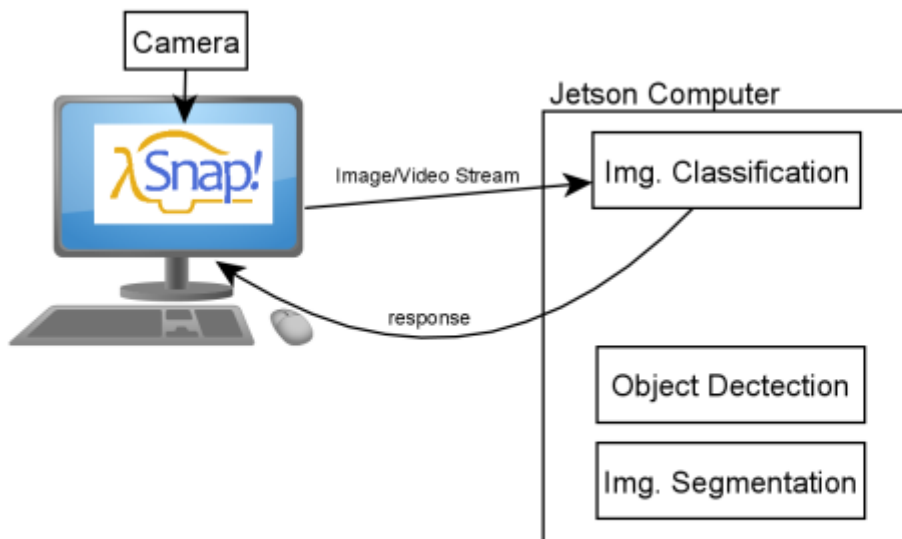 Camera
Jetson Computer
λSnap!
Image/Video Stream
Img. Classification
response
Object Dectection
Img. Segmentation